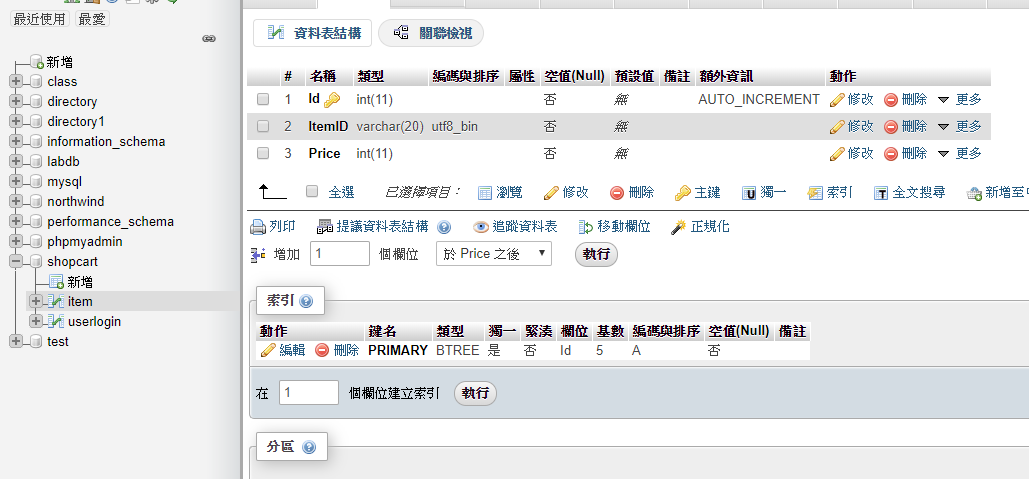 最近使用 最愛
新增
class
directory
directory1
information_schema
labdb
mysql
northwind
performance_schema
phpmyadmin
shopcart
新增
item
userlogin
test
資料表結構 關聯檢視
# 名稱 類型 編碼與排序 屬性 空值(Null) 預設值 備註 額外資訊 動作
1 Id int(11) 否 無 AUTO_INCREMENT 修改 刪除 更多
2 ItemID varchar(20) utf8_bin 否 無 修改 刪除 更多
3 Price int(11) 否 無 修改 刪除 更多
全選 已選擇項目： 瀏覽 修改 刪除 主鍵 獨一 索引 全文搜尋 新增至中
列印 提議資料表結構 追蹤資料表 移動欄位 正規化
增加 1 個欄位 於 Price 之後 執行
索引
動作 鍵名 類型 獨一 緊湊 欄位 基數 編碼與排序 空值(Null) 備註
編輯 刪除 PRIMARY BTREE 是 否 Id 5 A 否
在 1 個欄位建立索引 執行
分區